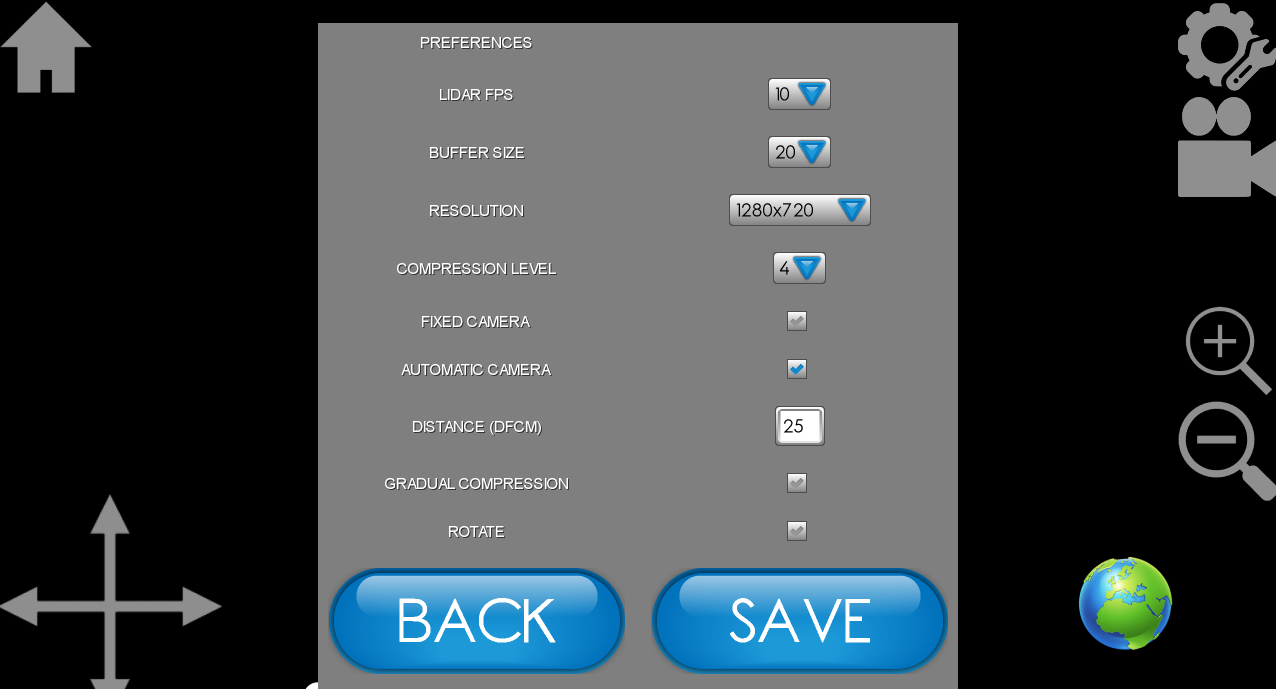 PREFERENCES
LIDAR FPS 10
BUFFER SIZE 20
RESOLUTION 1280x720
COMPRESSION LEVEL 4
FIXED CAMERA
AUTOMATIC CAMERA
DISTANCE (DFCM) 25
GRADUAL COMPRESSION
ROTATE
BACK SAVE